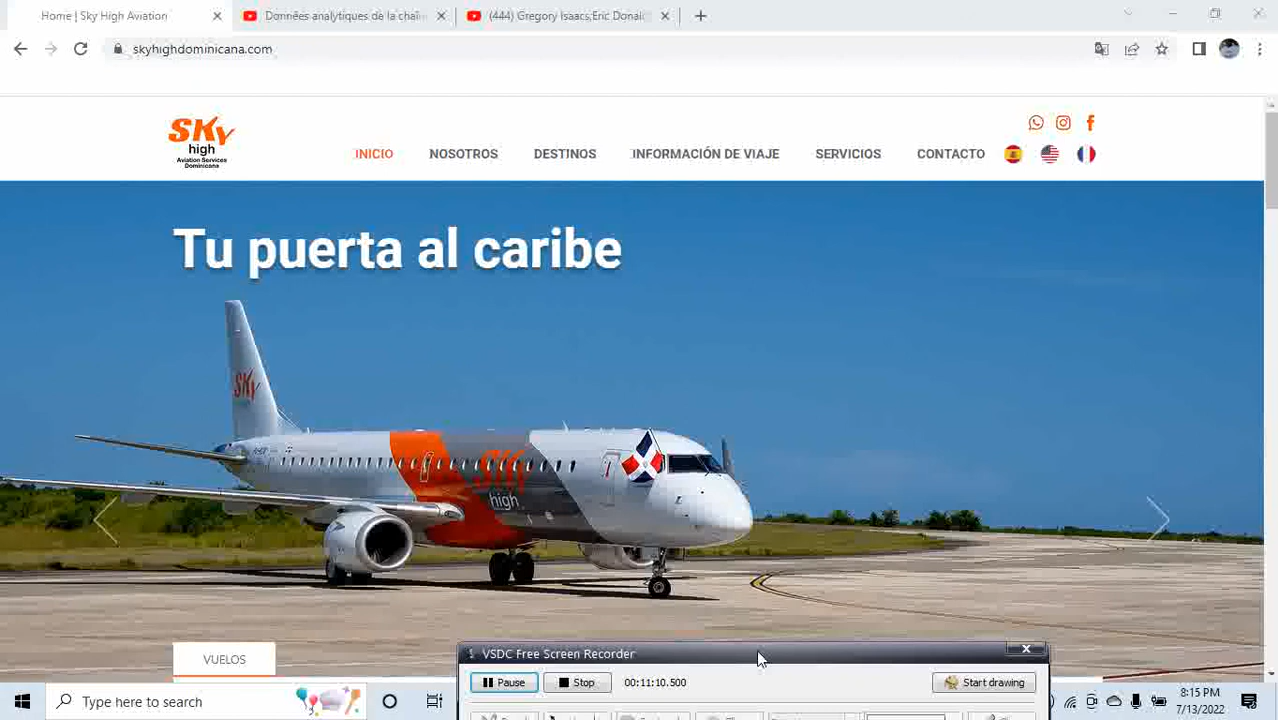 Home | Sky High Aviation
Données analytiques de la chaîn
(444) Gregory Isaacs;Eric Donal
skyhighdominicana.com
SKy
high
Aviation Services
Dominicana
INICIO
NOSOTROS
DESTINOS
INFORMACIÓN DE VIAJE
SERVICIOS
CONTACTO
Tu puerta al caribe
SKy
SKy
high
VUELOS
VSDC Free Screen Recorder
Pause
Stop
00:11:10.500
Start drawing
Type here to search
8:15 PM
7/13/2022